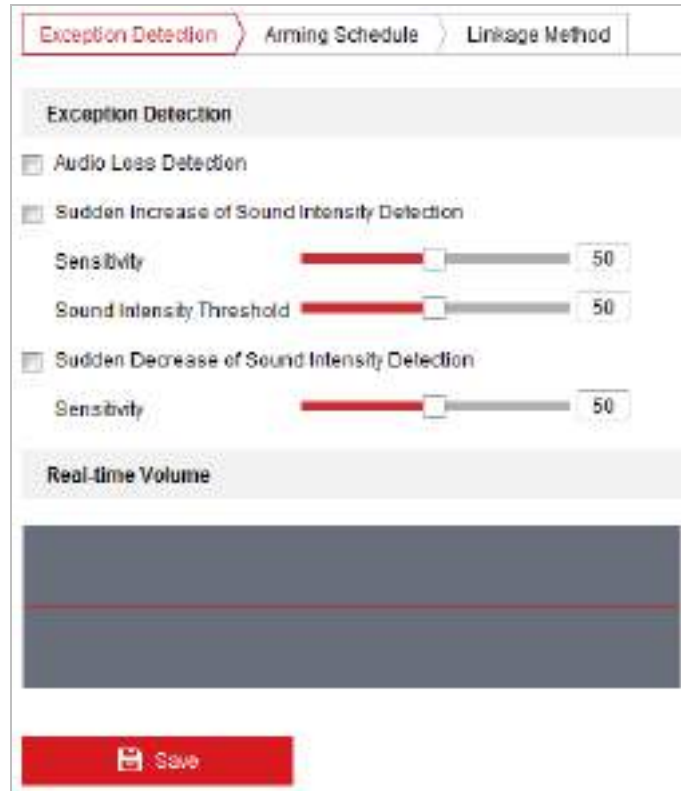 Exception Detection Arming Schedule Linkage Method
Exception Detection
Audio Loss Detection
Sudden Increase of Sound Intensity Detection
Sensitivity 50
Sound Intensity Threshold 50
Sudden Decrease of Sound Intensity Detection
Sensitivity 50
Real-time Volume
Save